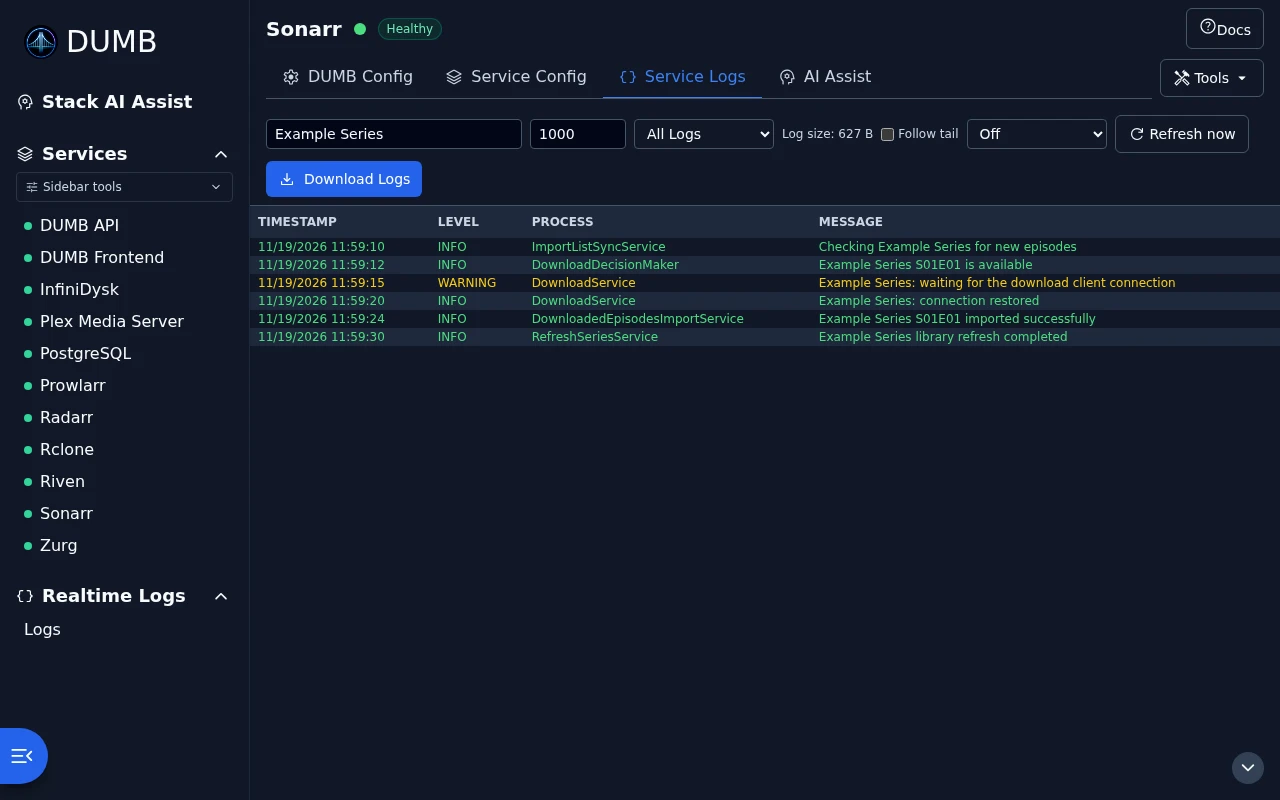 DUMB
Stack AI Assist
Services
Sidebar tools
DUMB API
DUMB Frontend
InfiniDysk
Plex Media Server
PostgreSQL
Prowlarr
Radarr
Rclone
Riven
Sonarr
Zurg
Realtime Logs
Logs
Sonarr Healthy
Docs
DUMB Config Service Config Service Logs AI Assist
Tools
Example Series 1000 All Logs Log size: 627 B Follow tail Off Refresh now
Download Logs
TIMESTAMP LEVEL PROCESS MESSAGE
11/19/2026 11:59:10 INFO ImportListSyncService Checking Example Series for new episodes
11/19/2026 11:59:12 INFO DownloadDecisionMaker Example Series S01E01 is available
11/19/2026 11:59:15 WARNING DownloadService Example Series: waiting for the download client connection
11/19/2026 11:59:20 INFO DownloadService Example Series: connection restored
11/19/2026 11:59:24 INFO DownloadedEpisodesImportService Example Series S01E01 imported successfully
11/19/2026 11:59:30 INFO RefreshSeriesService Example Series library refresh completed